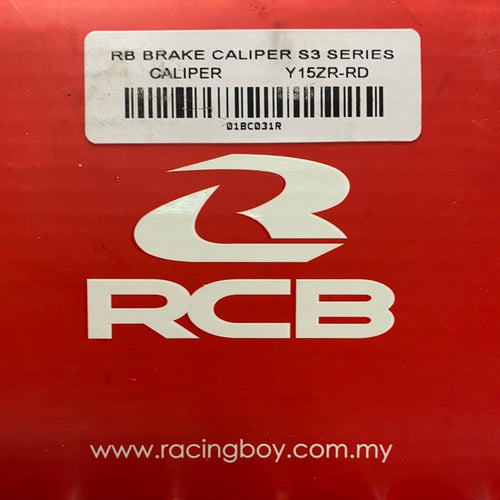 RB BRAKE CALIPER S3 SERIES
CALIPER Y15ZR-RD
01BC031R
RCB
www.racingboy.com.my